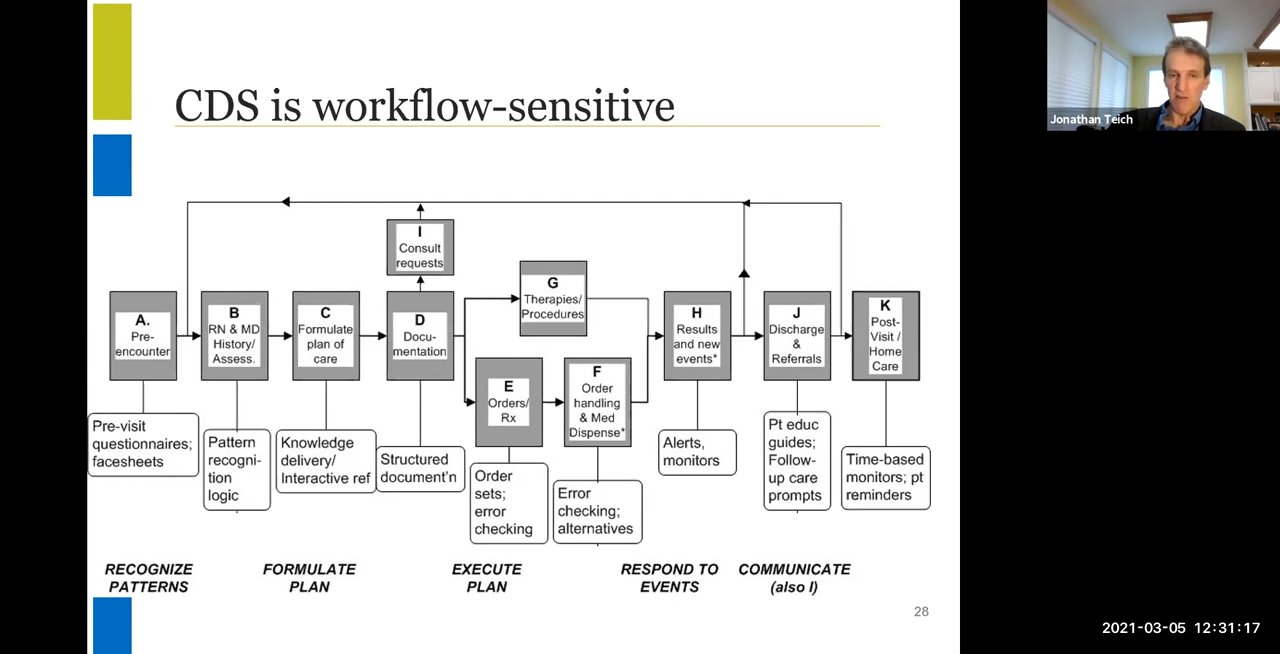 CDS is workflow-sensitive
Jonathan Teich
I
Consult
requests
G
Therapies/
Procedures
A.
Pre-
encounter
B
RN & MD
History/
Assess.
C
Formulate
plan of
care
D
Docu-
mentation
H
Results
and new
events*
J
Discharge
&
Referrals
K
Post-
Visit /
Home
Care
E
Orders/
Rx
F
Order
handling
& Med
Dispense*
Pre-visit
questionnaires;
facesheets
Pattern
recogni-
tion
logic
Knowledge
delivery/
Interactive ref
Structured
document'n
Order
sets;
error
checking
Error
checking;
alternatives
Alerts,
monitors
Pt educ
guides;
Follow-
up care
prompts
Time-based
monitors; pt
reminders
RECOGNIZE
PATTERNS
FORMULATE
PLAN
EXECUTE
PLAN
RESPOND TO
EVENTS
COMMUNICATE
(also I)
28
2021-03-05 12:31:17